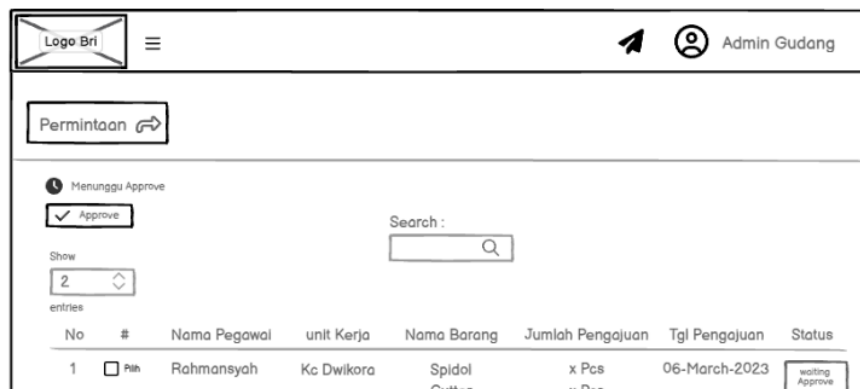 Logo Bri
Admin Gudang
Permintaan
Menunggu Approve
Approve
Search :
Show
2
entries
No # Nama Pegawai unit Kerja Nama Barang Jumlah Pengajuan Tgl Pengajuan Status
1 Pilih Rahmansyah Kc Dwikora Spidol x Pcs 06-March-2023 waiting
Approve